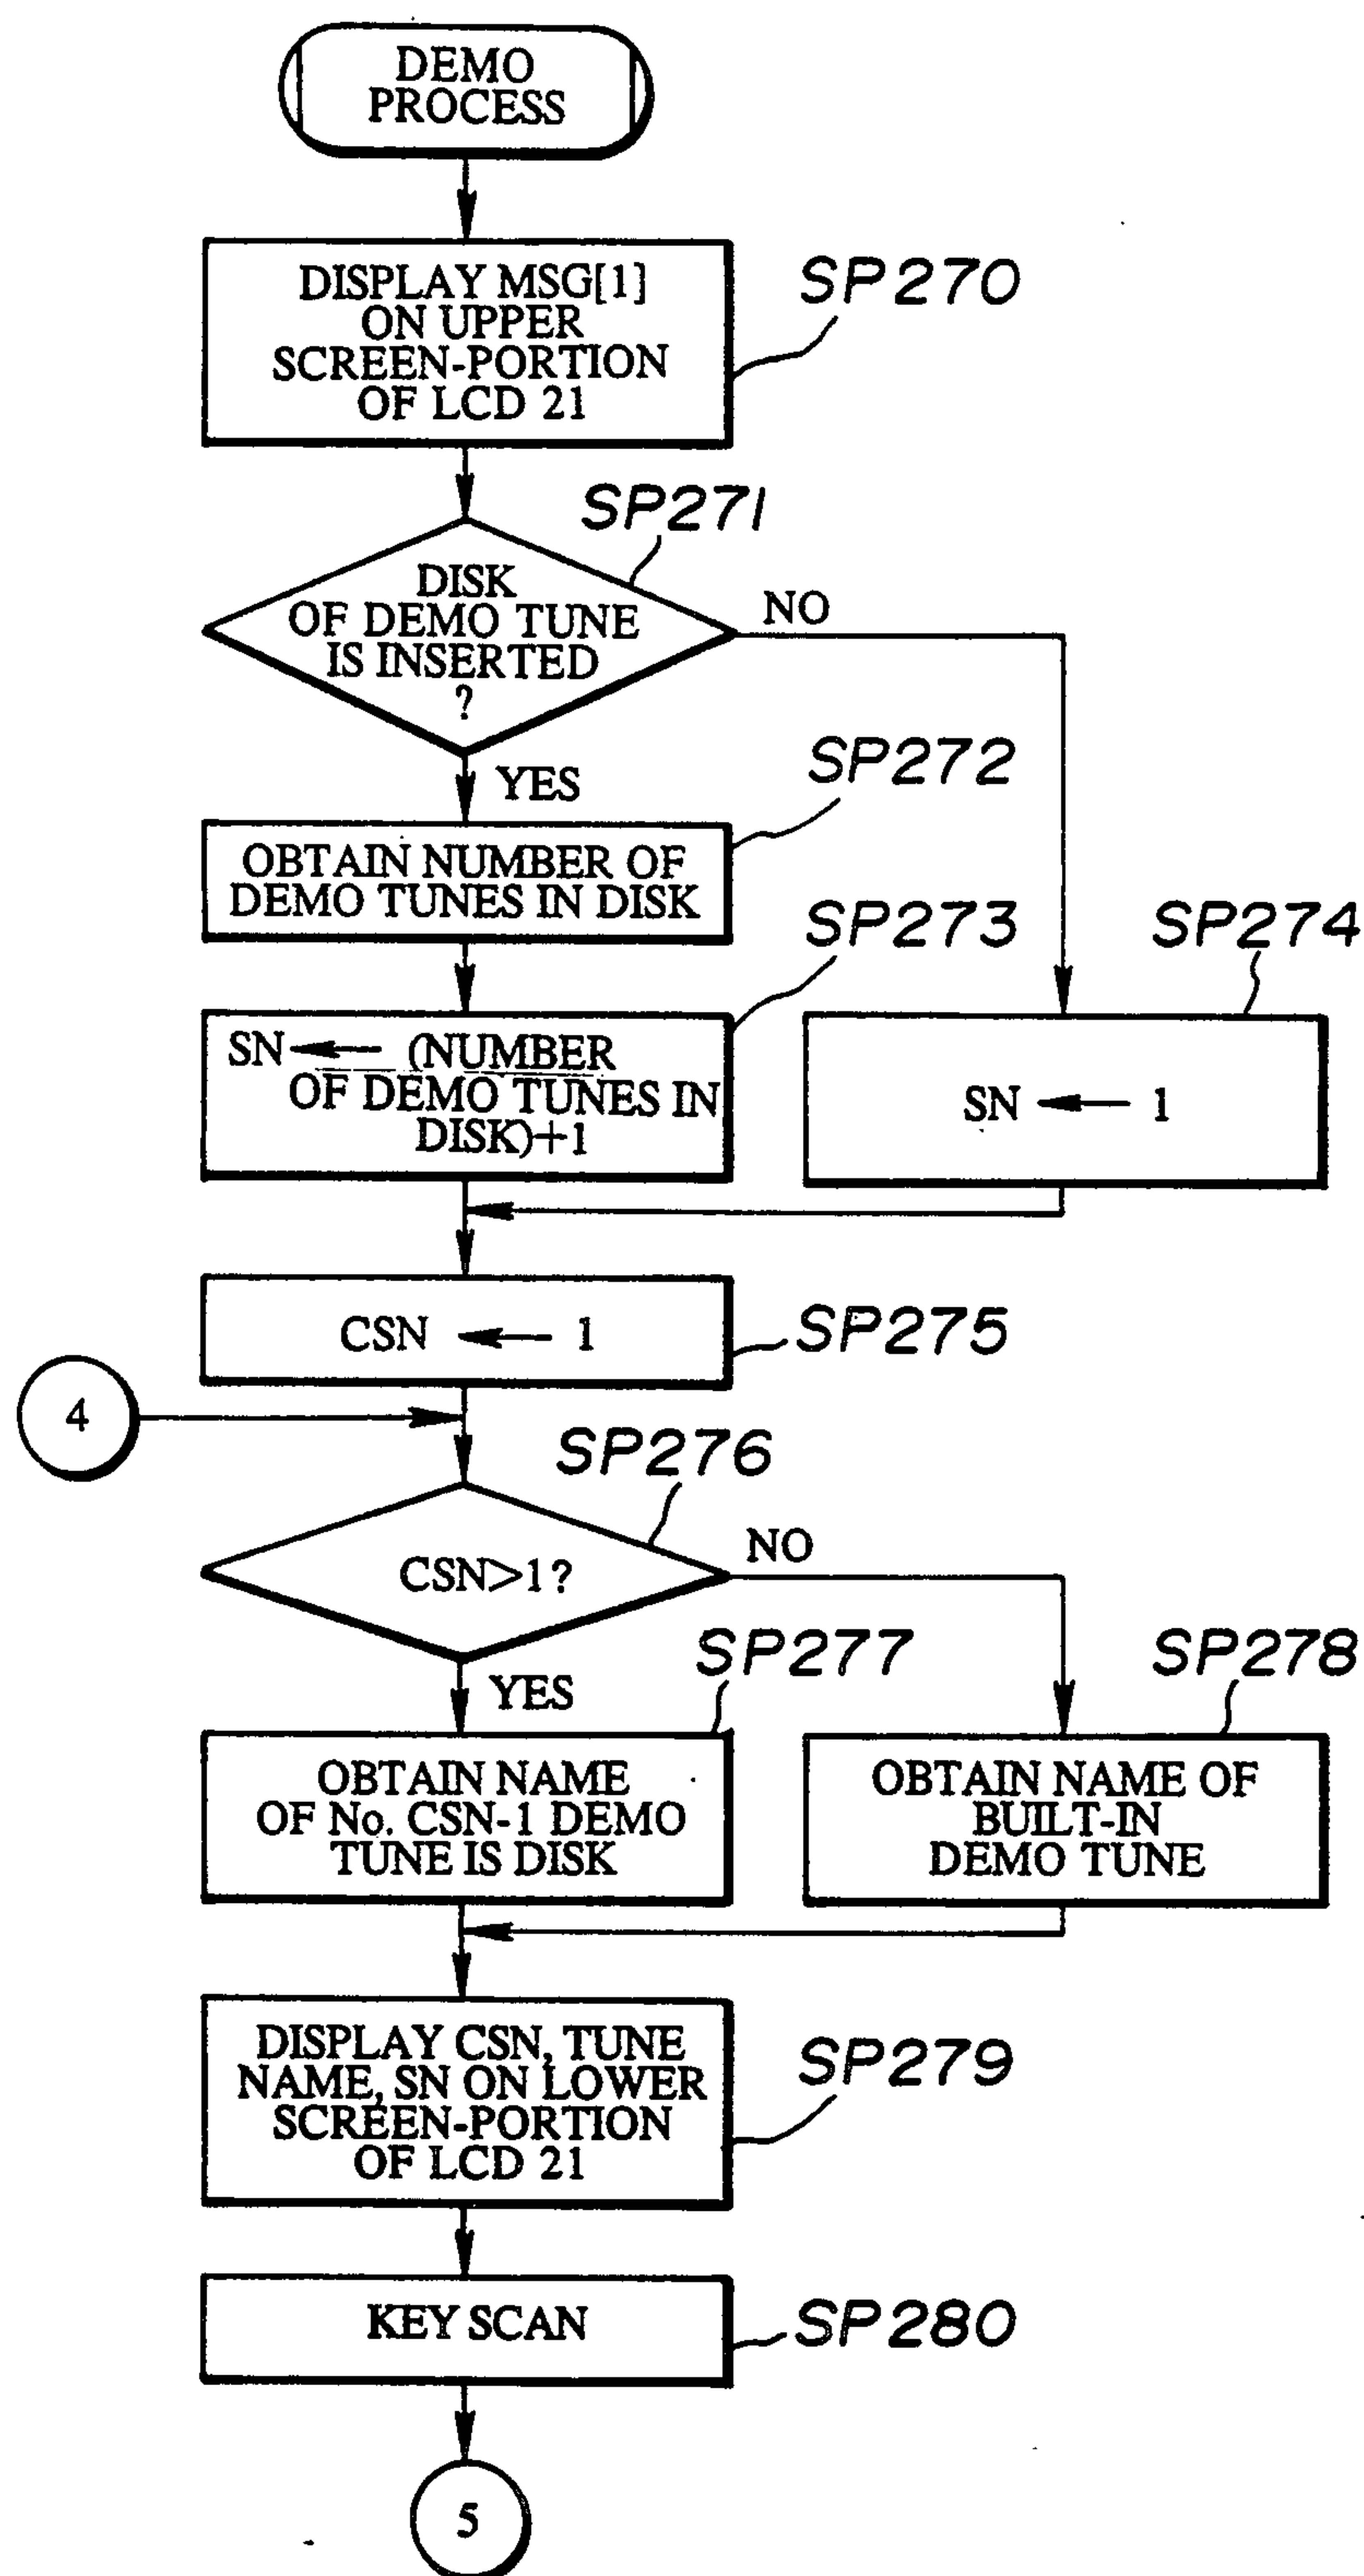 DEMO
PROCESS
DISPLAY MSG[1]
ON UPPER
SCREEN-PORTION
OF LCD 21
SP270
SP271
DISK
OF DEMO TUNE
IS INSERTED
?
NO
YES
SP272
OBTAIN NUMBER OF
DEMO TUNES IN DISK
SP273
SP274
SN ← (NUMBER
OF DEMO TUNES IN
DISK)+1
SN ← 1
CSN ← 1
SP275
4
SP276
CSN>1?
NO
YES
SP277
SP278
OBTAIN NAME
OF No. CSN-1 DEMO
TUNE IS DISK
OBTAIN NAME OF
BUILT-IN
DEMO TUNE
DISPLAY CSN, TUNE
NAME, SN ON LOWER
SCREEN-PORTION
OF LCD 21
SP279
KEY SCAN
SP280
5